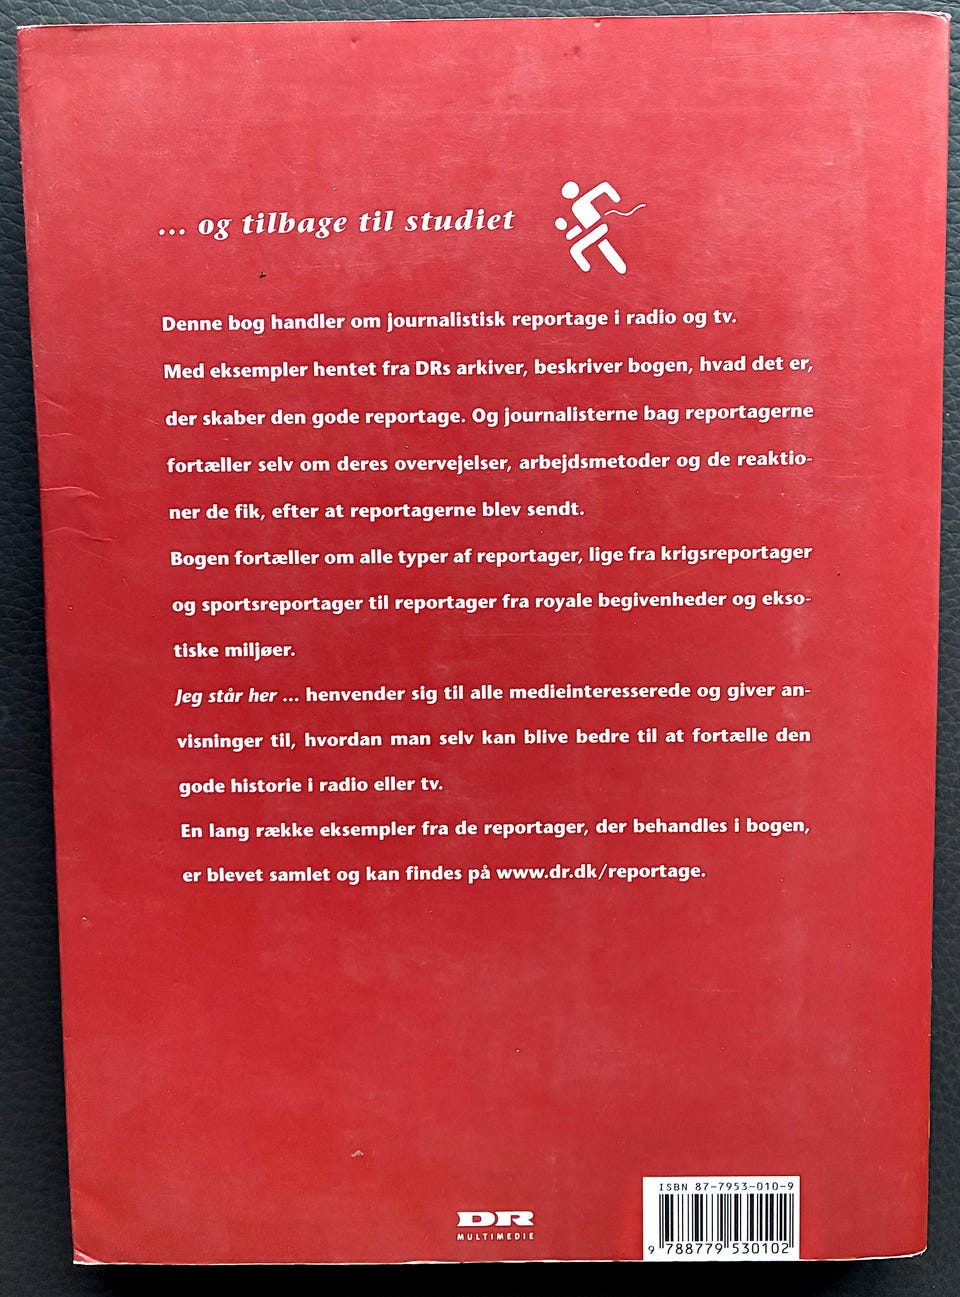 ... og tilbage til studiet
Denne bog handler om journalistisk reportage i radio og tv.
Med eksempler hentet fra DRs arkiver, beskriver bogen, hvad det er,
der skaber den gode reportage. Og journalisterne bag reportagerne
fortæller selv om deres overvejelser, arbejdsmetoder og de reaktio-
ner de fik, efter at reportagerne blev sendt.
Bogen fortæller om alle typer af reportager, lige fra krigsreportager
og sportsreportager til reportager fra royale begivenheder og ekso-
tiske miljøer.
Jeg står her ... henvender sig til alle medieinteresserede og giver an-
visninger til, hvordan man selv kan blive bedre til at fortælle den
gode historie i radio eller tv.
En lang række eksempler fra de reportager, der behandles i bogen,
er blevet samlet og kan findes på www.dr.dk/reportage.
DR
MULTIMEDIE
ISBN 87-7953-010-9
9 788779 530102